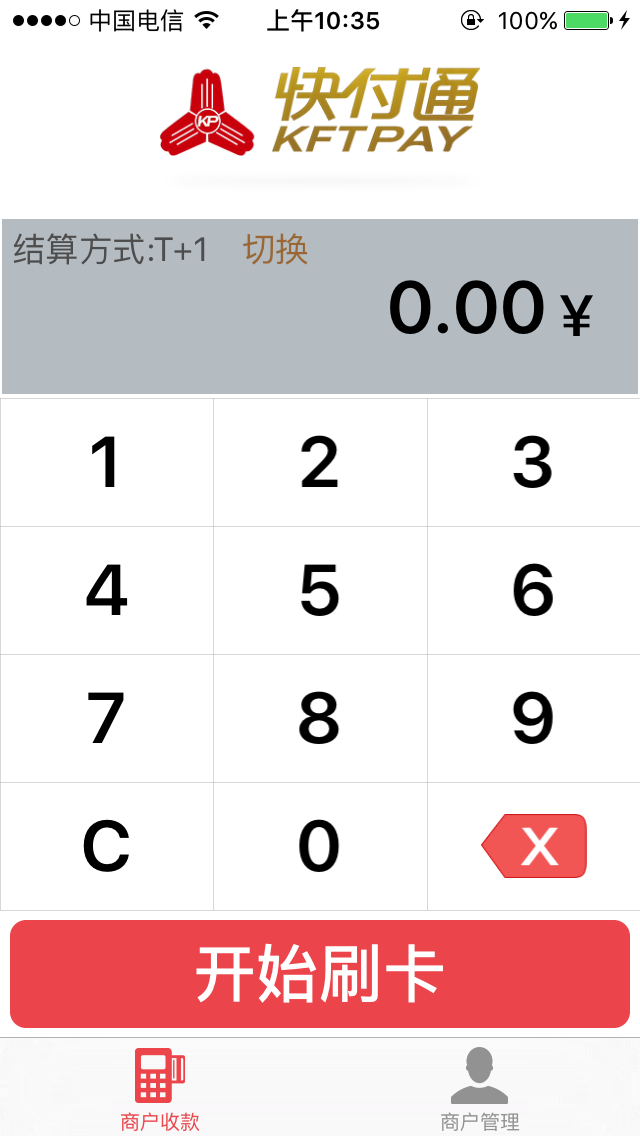 中国电信 上午10:35 100%
KP
快付通
KFTPAY
结算方式:T+1 切换
0.00 ¥
1 2 3
4 5 6
7 8 9
C 0 X
开始刷卡
商户收款 商户管理